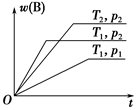 w(B)
T₂, p₂
T₁, p₂
T₁, p₁
O
t